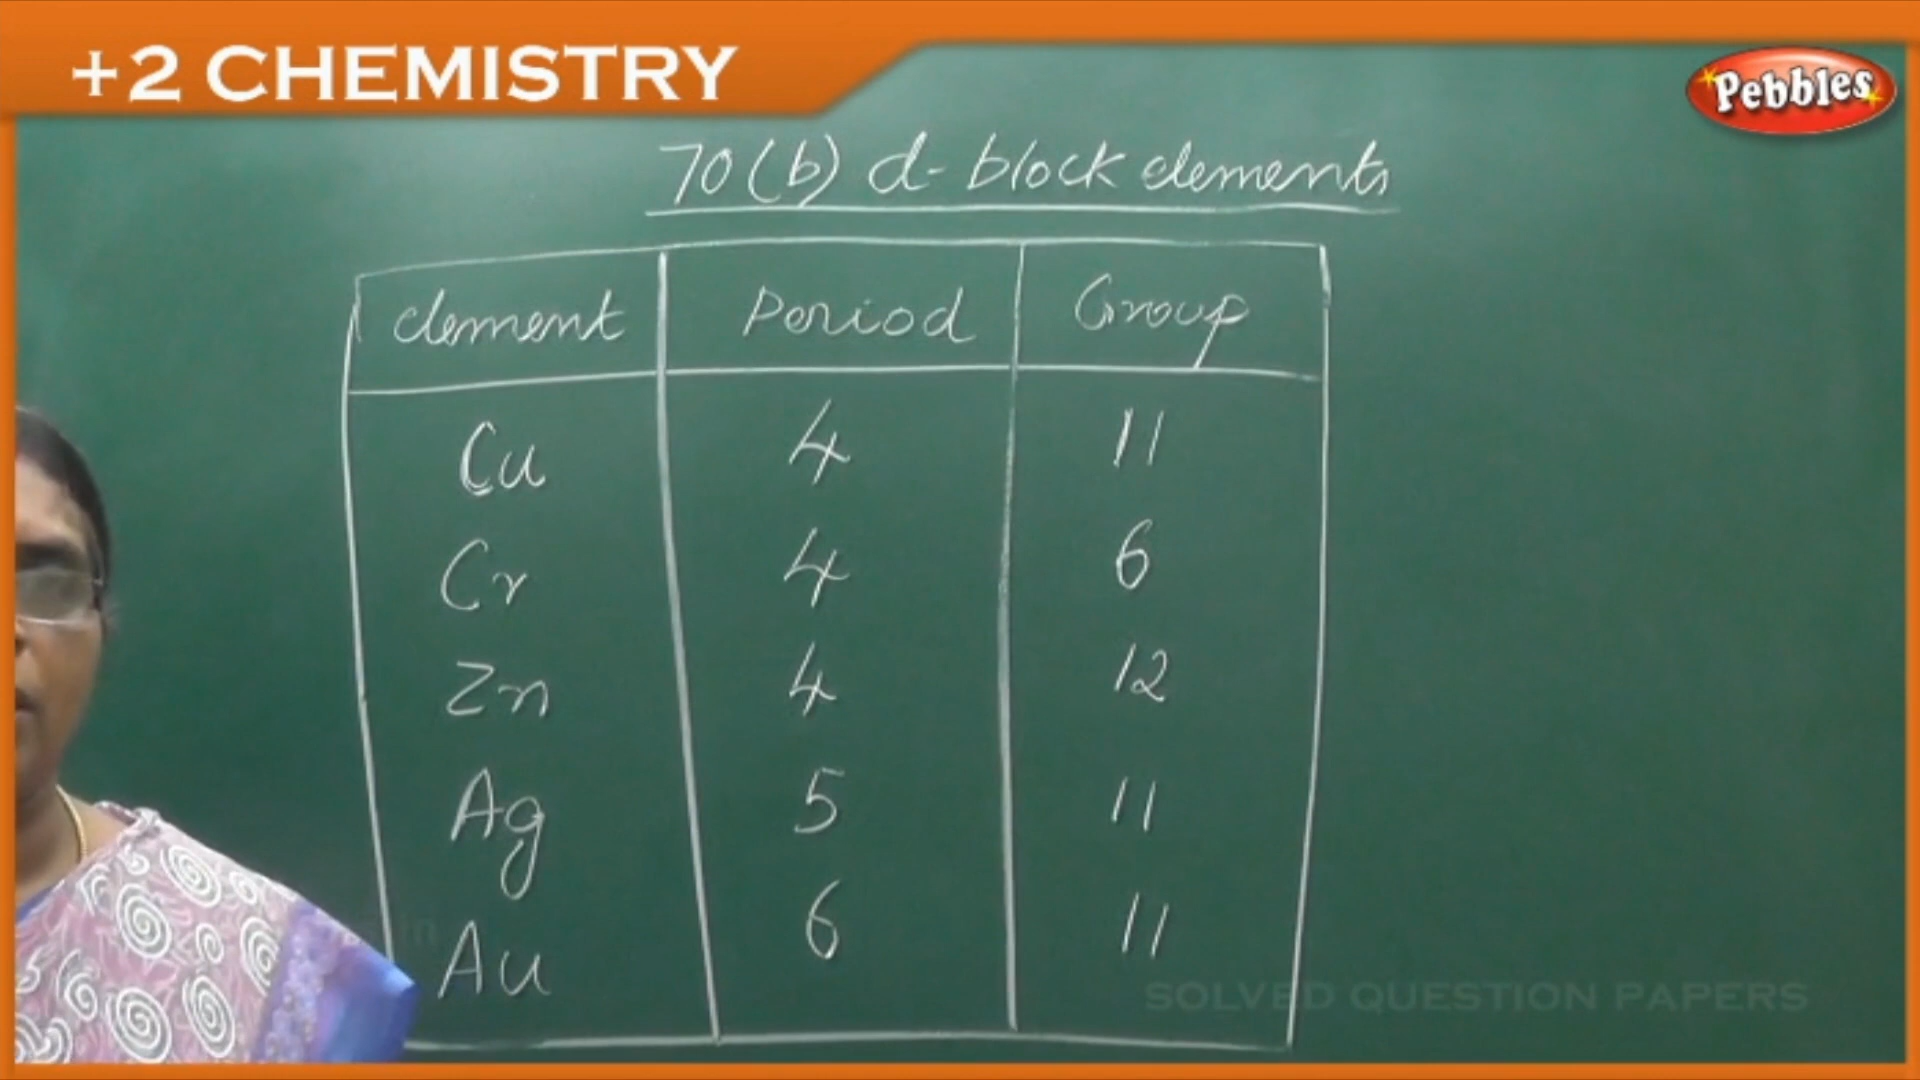 +2 CHEMISTRY
Pebbles
70(b) d-block elements
element Period Group
Cu 4 11
Cr 4 6
Zn 4 12
Ag 5 11
Au 6 11
SOLVED QUESTION PAPERS